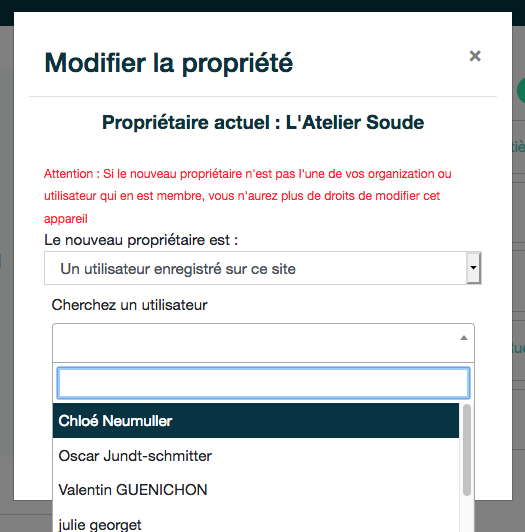 Modifier la propriété
×
Propriétaire actuel : L'Atelier Soude
Attention : Si le nouveau propriétaire n'est pas l'une de vos organization ou
utilisateur qui en est membre, vous n'aurez plus de droits de modifier cet
appareil
Le nouveau propriétaire est :
Un utilisateur enregistré sur ce site
Cherchez un utilisateur
Chloé Neumuller
Oscar Jundt-schmitter
Valentin GUENICHON
julie georget